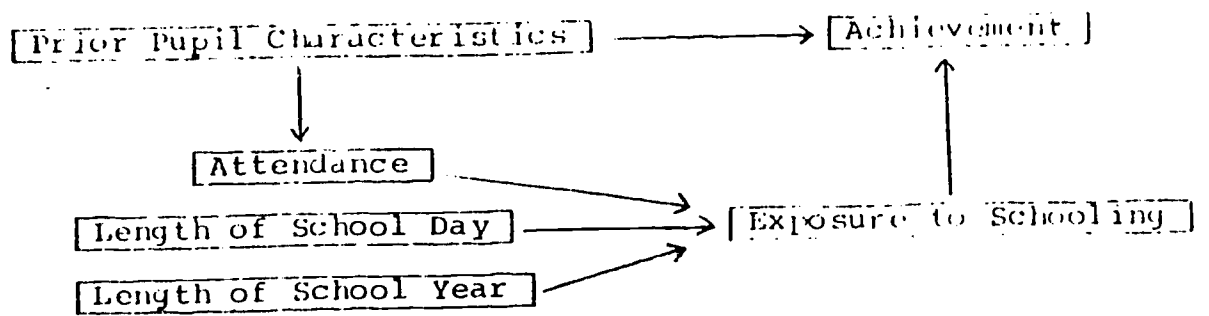 Prior Pupil Characteristics
Achievement
Attendance
Length of School Day
Exposure to Schooling
Length of School Year